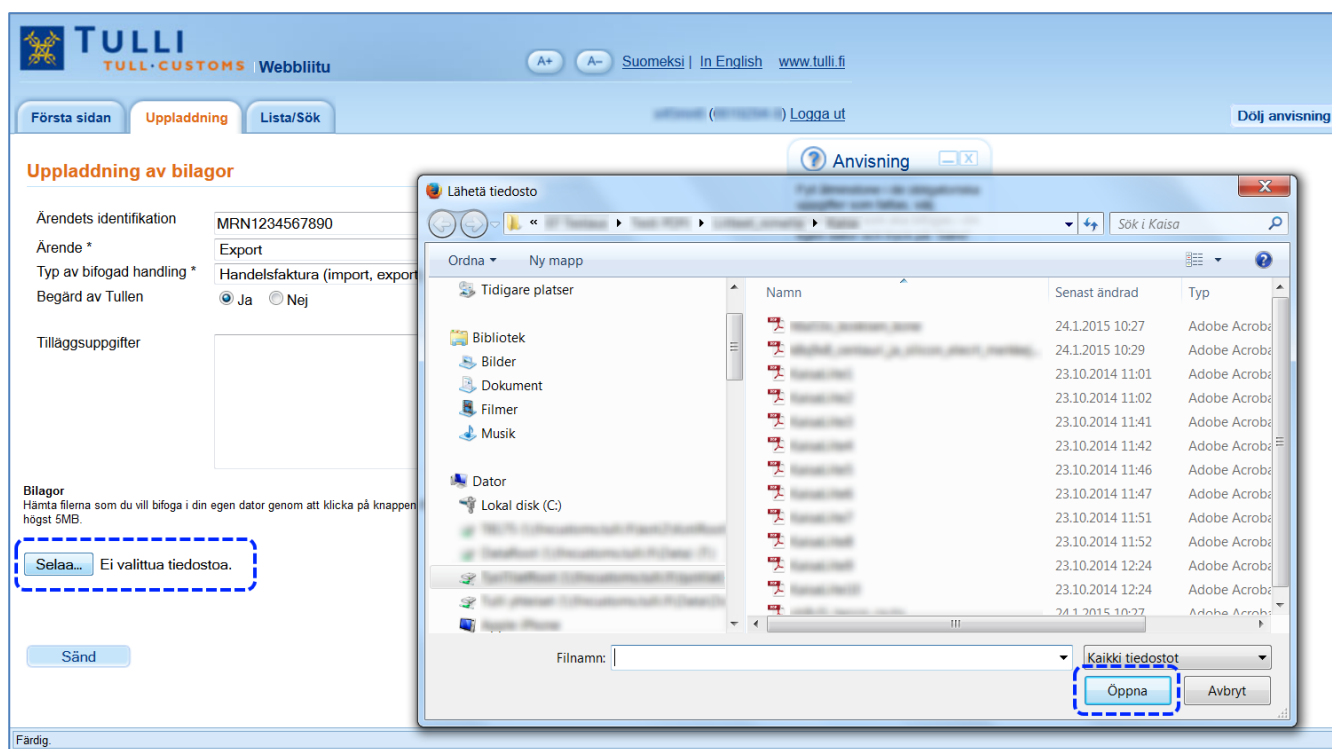 TULLI
TULL·CUSTOMS Webbliitu
A+ A- Suomeksi | In English www.tulli.fi
Första sidan Uppladdning Lista/Sök
( ) Logga ut
Dölj anvisning
Uppladdning av bilagor
Anvisning
Ärendets identifikation MRN1234567890
Ärende * Export
Typ av bifogad handling * Handelsfaktura (import, export
Begärd av Tullen Ja Nej
Tilläggsuppgifter
Bilagor
Hämta filerna som du vill bifoga i din egen dator genom att klicka på knappen
högst 5MB.
Selaa... Ei valittua tiedostoa.
Sänd
Färdig.
Lähetä tiedosto
« Sök i Kaisa
Ordna Ny mapp
Tidigare platser
Bibliotek
Bilder
Dokument
Filmer
Musik
Dator
Lokal disk (C:)
Namn Senast ändrad Typ
24.1.2015 10:27 Adobe Acroba
24.1.2015 10:29 Adobe Acroba
23.10.2014 11:01 Adobe Acroba
23.10.2014 11:02 Adobe Acroba
23.10.2014 11:41 Adobe Acroba
23.10.2014 11:42 Adobe Acroba
23.10.2014 11:46 Adobe Acroba
23.10.2014 11:47 Adobe Acroba
23.10.2014 11:51 Adobe Acroba
23.10.2014 11:52 Adobe Acroba
23.10.2014 12:24 Adobe Acroba
23.10.2014 12:24 Adobe Acroba
24.1.2015 10:27 Adobe Acroba
Filnamn: Kaikki tiedostot
Öppna Avbryt